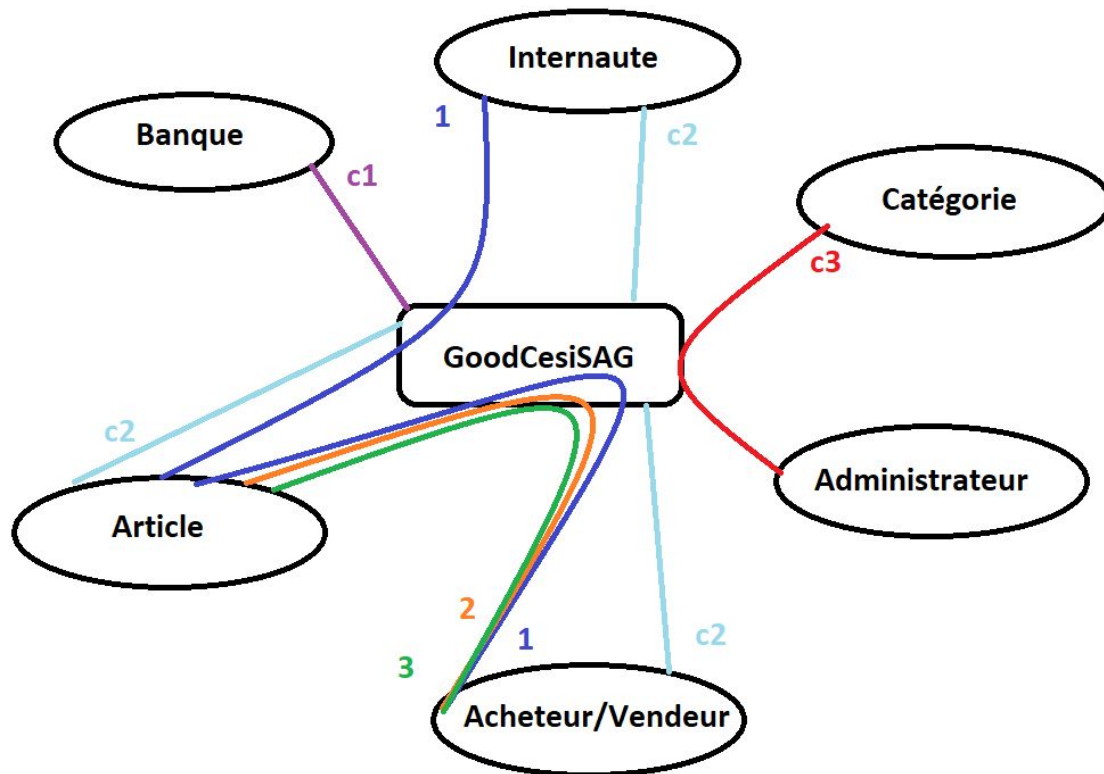 Internaute
Banque
1
c2
c1
Catégorie
c3
GoodCesiSAG
c2
Administrateur
Article
2
1
c2
3
Acheteur/Vendeur